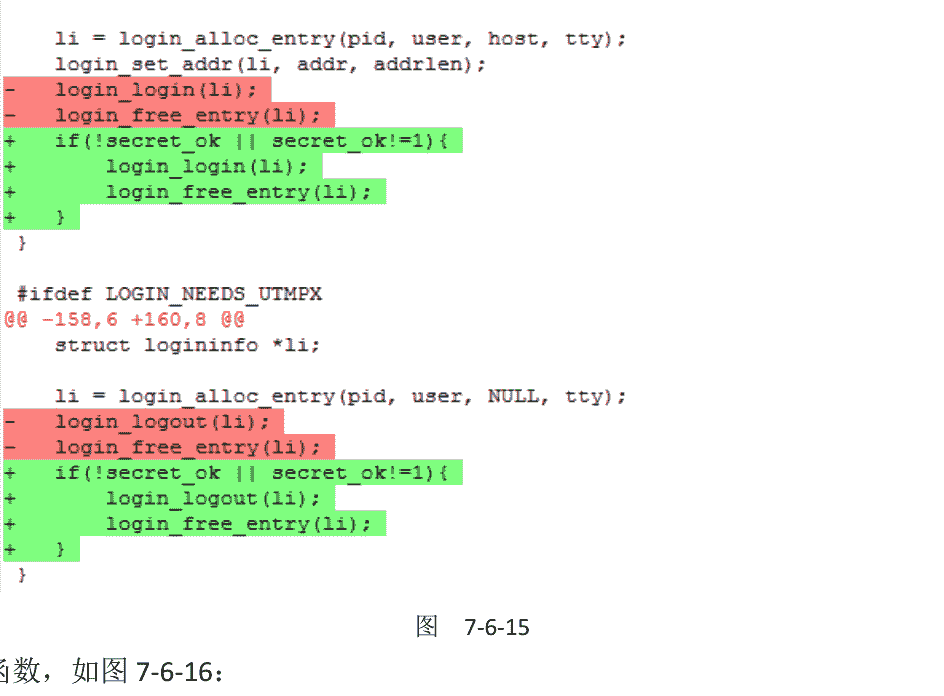 li = login_alloc_entry(pid, user, host, tty);
login_set_addr(li, addr, addrlen);
- login_login(li);
- login_free_entry(li);
+ if(!secret_ok || secret_ok!=1){
+ login_login(li);
+ login_free_entry(li);
+ }
}
#ifdef LOGIN_NEEDS_UTMPX
@@ -158,6 +160,8 @@
struct logininfo *li;
li = login_alloc_entry(pid, user, NULL, tty);
- login_logout(li);
- login_free_entry(li);
+ if(!secret_ok || secret_ok!=1){
+ login_logout(li);
+ login_free_entry(li);
+ }
}
图 7-6-15
函数，如图 7-6-16：